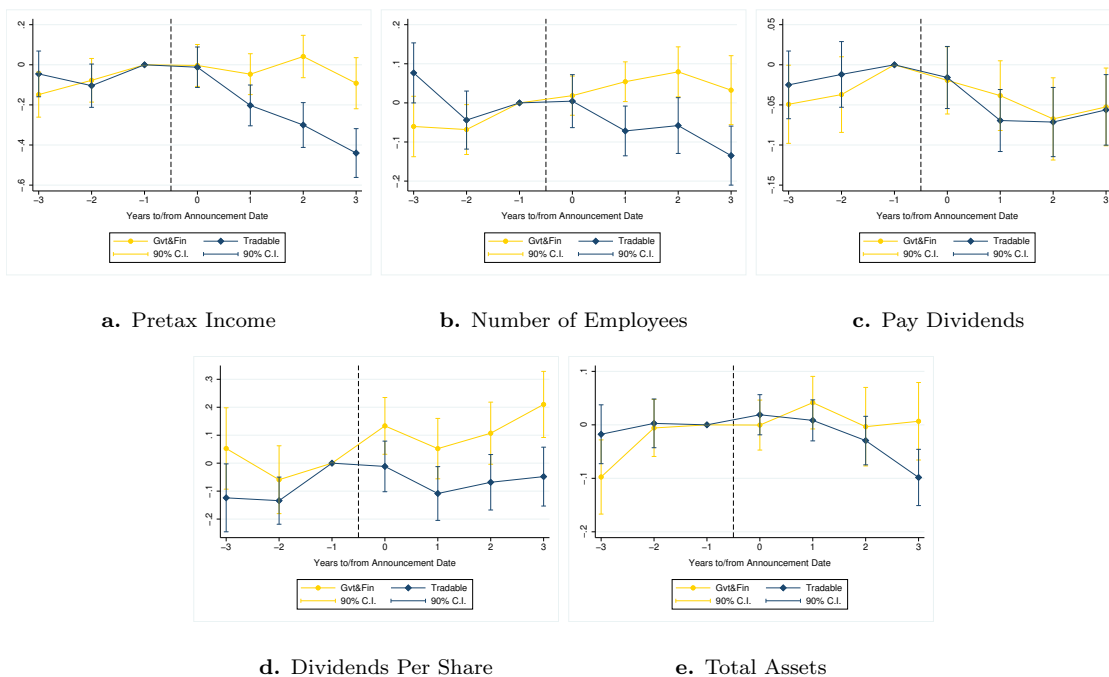 .2
0
-.2
-.4
-.6
-3 -2 -1 0 1 2 3
Years to/from Announcement Date
Gvt&Fin Tradable
90% C.I. 90% C.I.
a. Pretax Income
.2
.1
0
-.1
-.2
-3 -2 -1 0 1 2 3
Years to/from Announcement Date
Gvt&Fin Tradable
90% C.I. 90% C.I.
b. Number of Employees
.05
0
-.05
-.1
-.15
-3 -2 -1 0 1 2 3
Years to/from Announcement Date
Gvt&Fin Tradable
90% C.I. 90% C.I.
c. Pay Dividends
.3
.2
.1
0
-.1
-.2
-3 -2 -1 0 1 2 3
Years to/from Announcement Date
Gvt&Fin Tradable
90% C.I. 90% C.I.
d. Dividends Per Share
.1
0
-.1
-.2
-3 -2 -1 0 1 2 3
Years to/from Announcement Date
Gvt&Fin Tradable
90% C.I. 90% C.I.
e. Total Assets